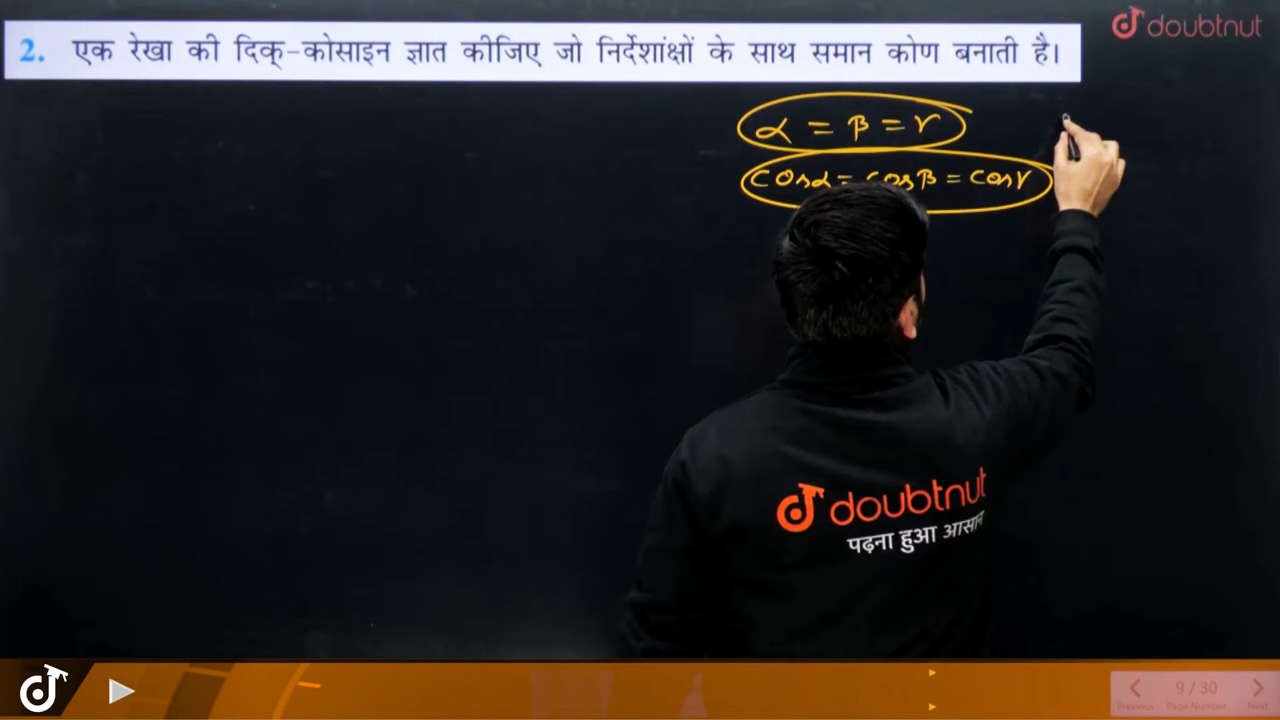 doubtnut
2. एक रेखा की दिक्-कोसाइन ज्ञात कीजिए जो निर्देशांक्षों के साथ समान कोण बनाती है।
α = β = γ
cosα = cosβ = cosγ
doubtnut
पढ़ना हुआ आसान
9 / 30
Previous Page Number Next